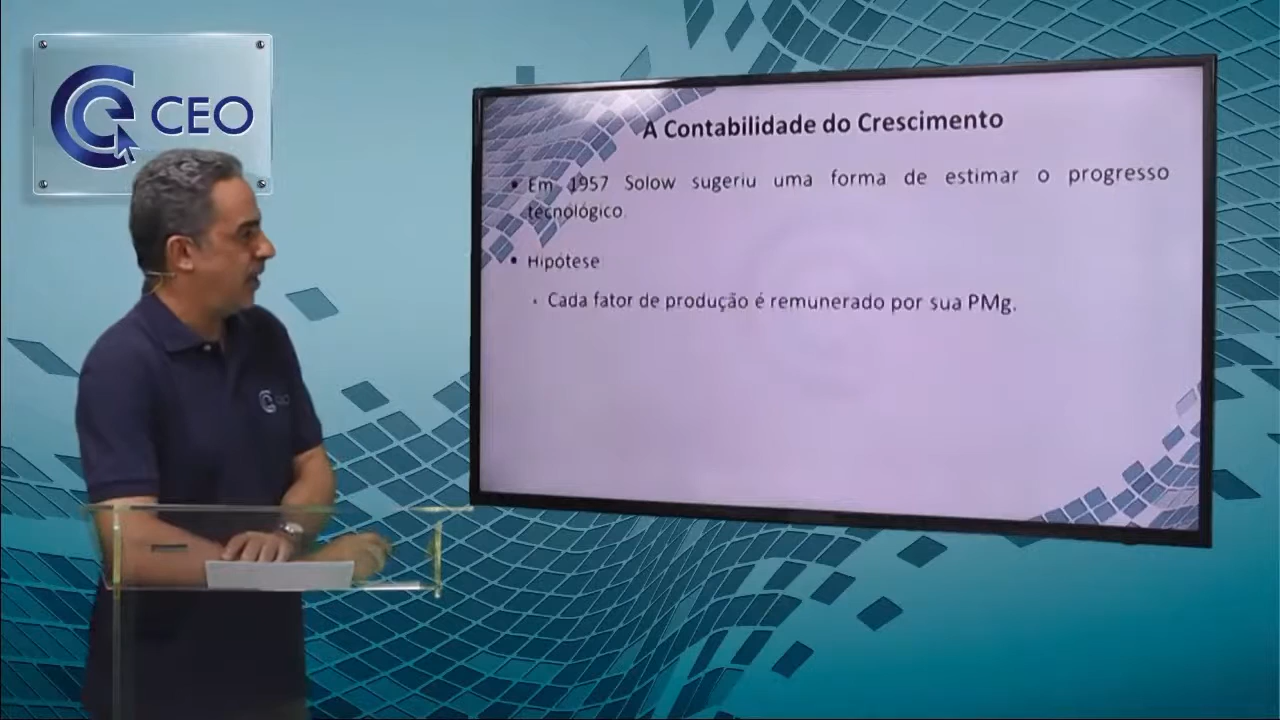 CEO
A Contabilidade do Crescimento
• Em 1957 Solow sugeriu uma forma de estimar o progresso
tecnológico.
• Hipótese
• Cada fator de produção é remunerado por sua PMg.